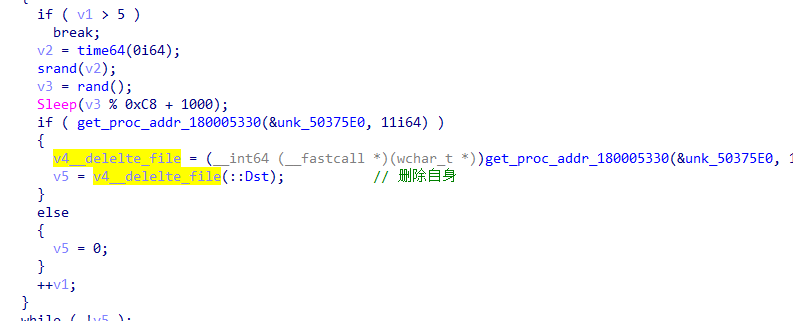 {
if ( v1 > 5 )
break;
v2 = time64(0i64);
srand(v2);
v3 = rand();
Sleep(v3 % 0xC8 + 1000);
if ( get_proc_addr_180005330(&unk_50375E0, 11i64) )
{
v4__delelte_file = (__int64 (__fastcall *)(wchar_t *))get_proc_addr_180005330(&unk_50375E0, 1
v5 = v4__delelte_file(::Dst); // 删除自身
}
else
{
v5 = 0;
}
++v1;
}
while ( !v5 );